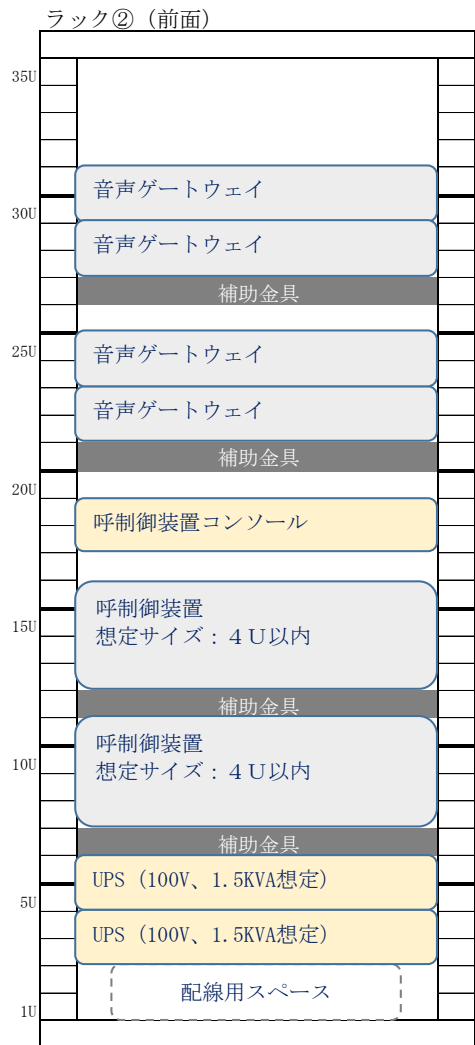 ラック②（前面）
35U
音声ゲートウェイ
30U
音声ゲートウェイ
補助金具
25U
音声ゲートウェイ
音声ゲートウェイ
補助金具
20U
呼制御装置コンソール
呼制御装置
15U
想定サイズ：４Ｕ以内
補助金具
呼制御装置
10U
想定サイズ：４Ｕ以内
補助金具
UPS（100V、1.5KVA想定）
5U
UPS（100V、1.5KVA想定）
配線用スペース
1U